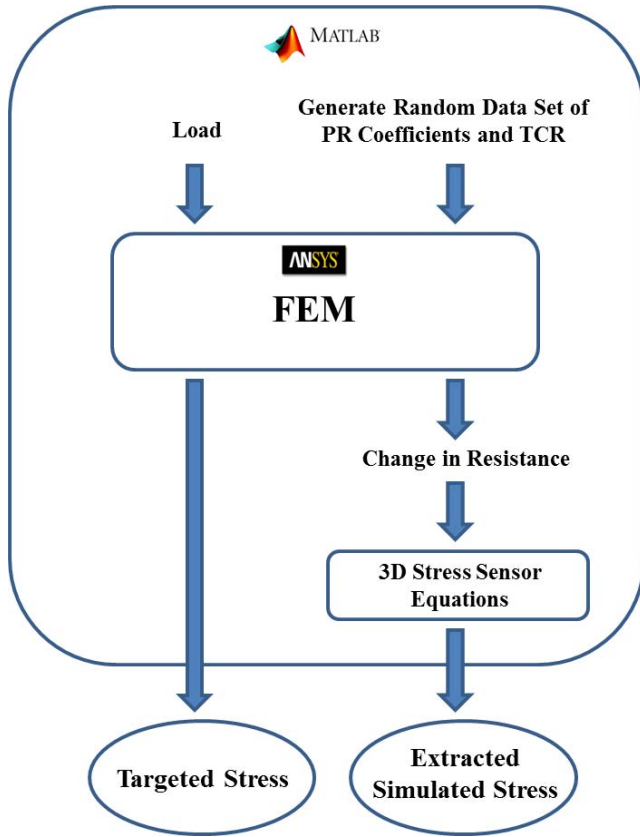 MATLAB
Load
Generate Random Data Set of
PR Coefficients and TCR
ANSYS
FEM
Change in Resistance
3D Stress Sensor
Equations
Targeted Stress
Extracted
Simulated Stress